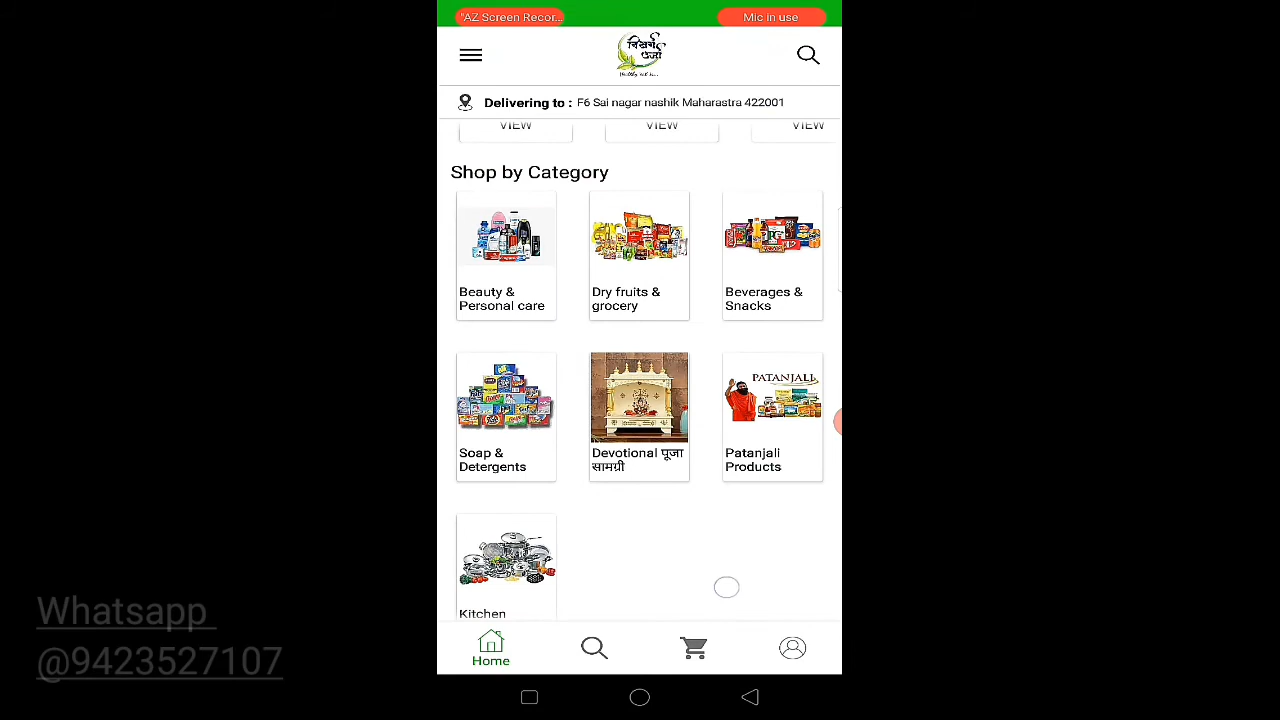 "AZ Screen Recor... Mic in use
निसर्ग
ऊर्जा
Delivering to : F6 Sai nagar nashik Maharastra 422001
VIEW VIEW VIEW
Shop by Category
Beauty &
Personal care
Dry fruits &
grocery
Beverages &
Snacks
PATANJALI
Soap &
Detergents
Devotional पूजा
सामग्री
Patanjali
Products
Kitchen
Home
Whatsapp
@9423527107